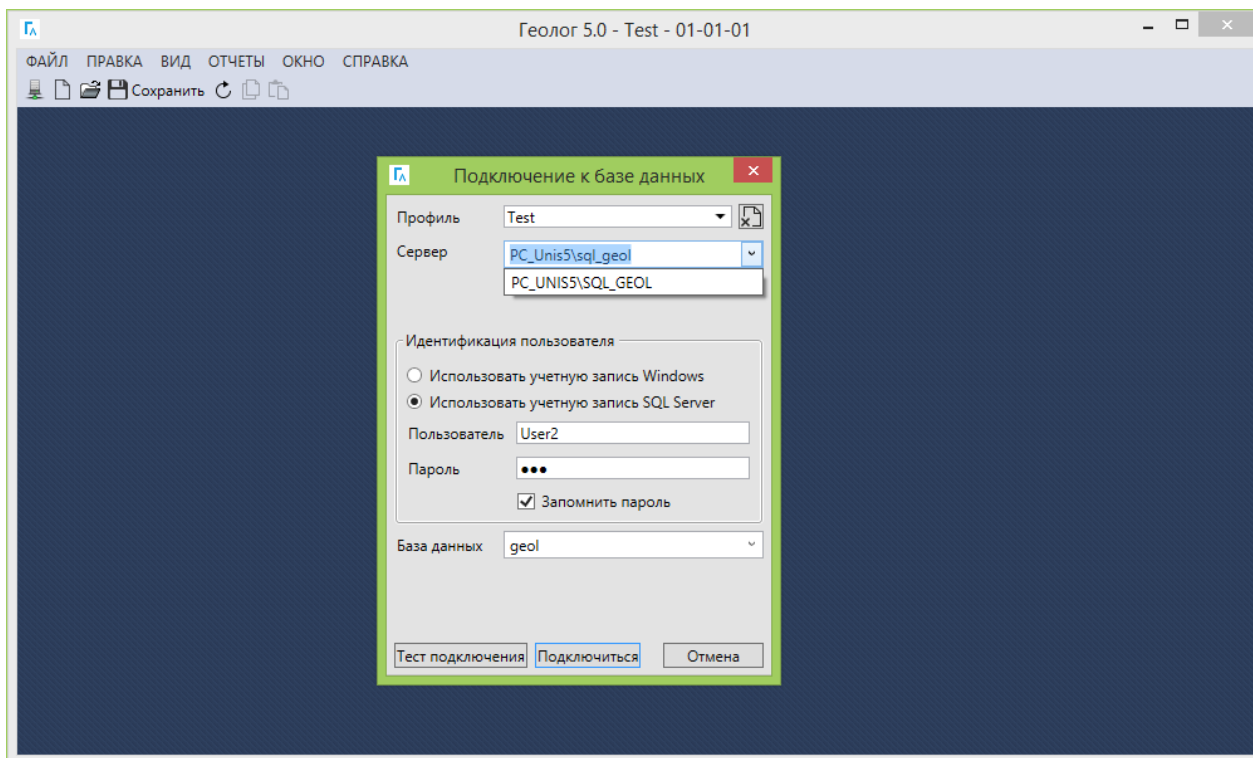 Гл Геолог 5.0 - Test - 01-01-01
ФАЙЛ ПРАВКА ВИД ОТЧЕТЫ ОКНО СПРАВКА
Сохранить
Гл Подключение к базе данных
Профиль Test
Сервер PC_Unis5\sql_geol
PC_UNIS5\SQL_GEOL
Идентификация пользователя
Использовать учетную запись Windows
Использовать учетную запись SQL Server
Пользователь User2
Пароль •••
Запомнить пароль
База данных geol
Тест подключения Подключиться Отмена